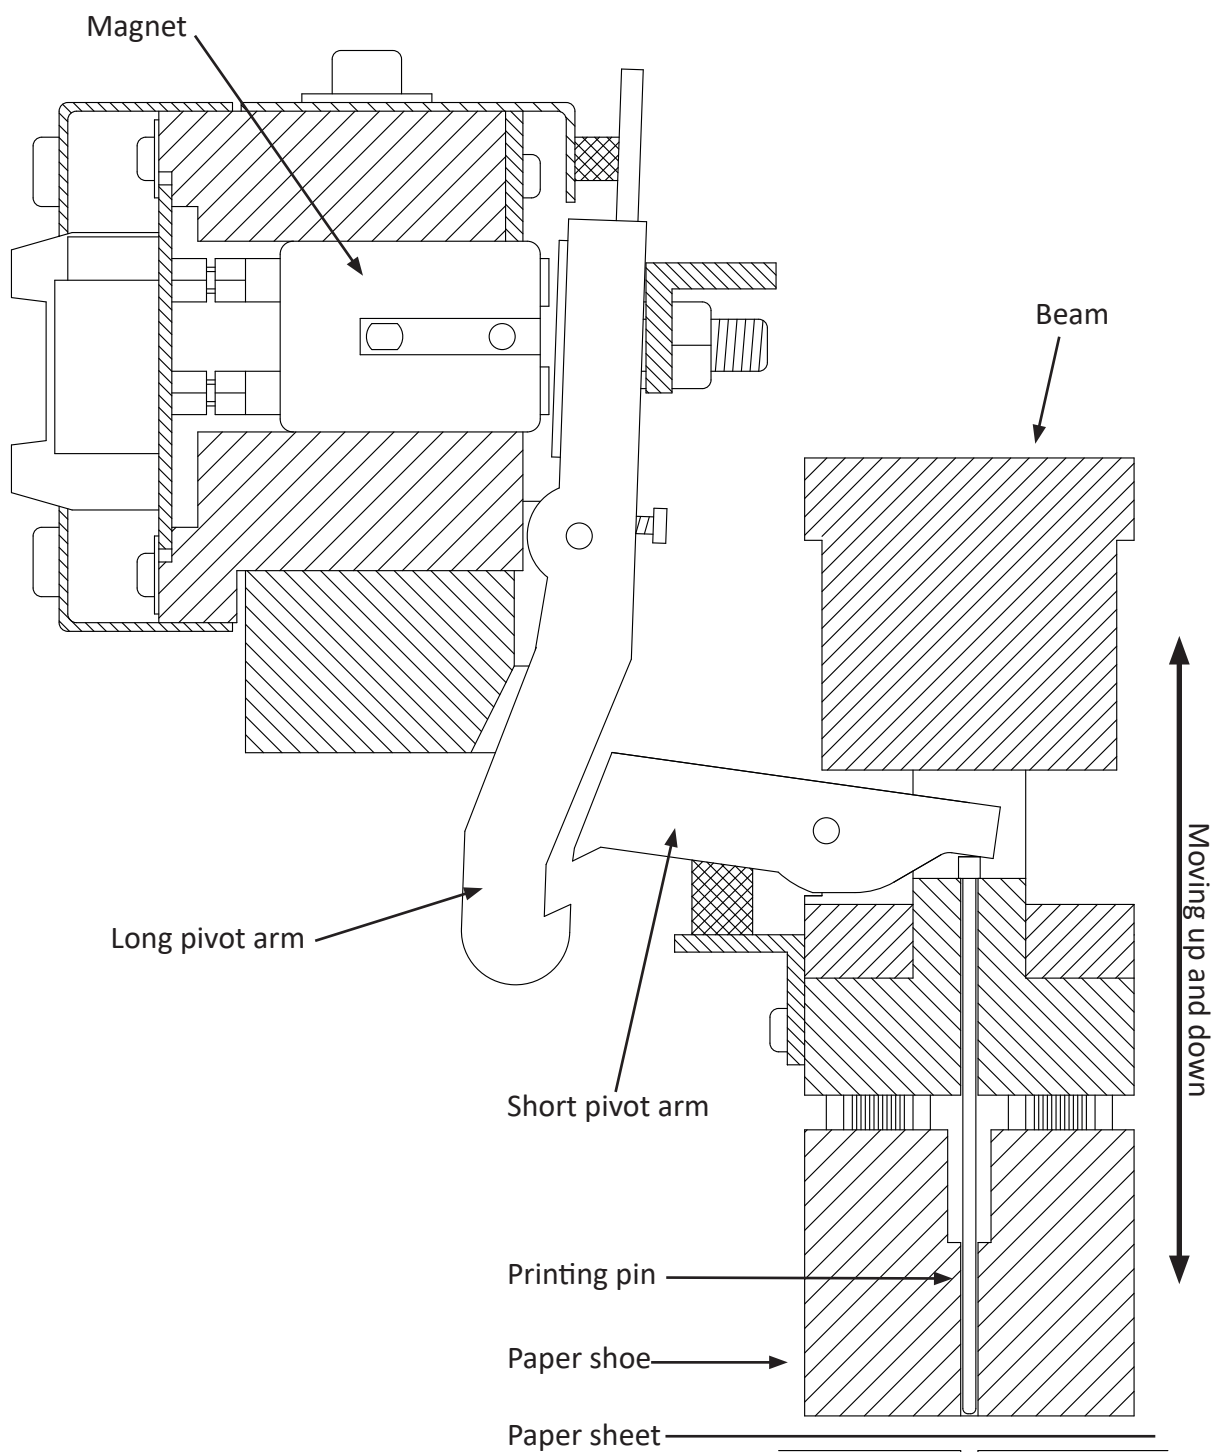 Magnet
Beam
Moving up and down
Long pivot arm
Short pivot arm
Printing pin
Paper shoe
Paper sheet